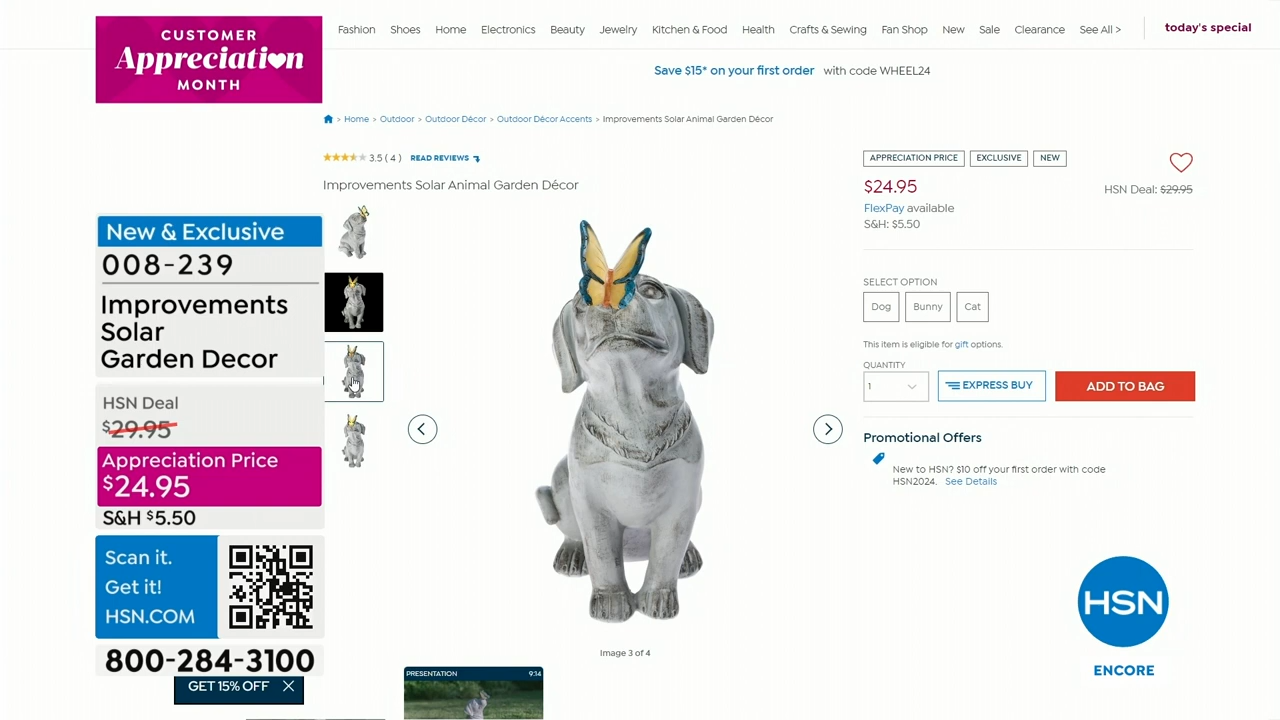 CUSTOMER
Appreciation
MONTH
Fashion Shoes Home Electronics Beauty Jewelry Kitchen & Food Health Crafts & Sewing Fan Shop New Sale Clearance See All > today's special
Save $15* on your first order with code WHEEL24
> Home > Outdoor > Outdoor Décor > Outdoor Décor Accents > Improvements Solar Animal Garden Décor
3.5 ( 4 ) READ REVIEWS
Improvements Solar Animal Garden Décor
APPRECIATION PRICE EXCLUSIVE NEW
$24.95
HSN Deal: $29.95
FlexPay available
S&H: $5.50
SELECT OPTION
Dog Bunny Cat
This item is eligible for gift options.
QUANTITY
1
EXPRESS BUY
ADD TO BAG
Promotional Offers
New to HSN? $10 off your first order with code
HSN2024. See Details
New & Exclusive
008-239
Improvements
Solar
Garden Decor
HSN Deal
$29.95
Appreciation Price
$24.95
S&H $5.50
Scan it.
Get it!
HSN.COM
800-284-3100
GET 15% OFF
Image 3 of 4
PRESENTATION 9:14
HSN
ENCORE